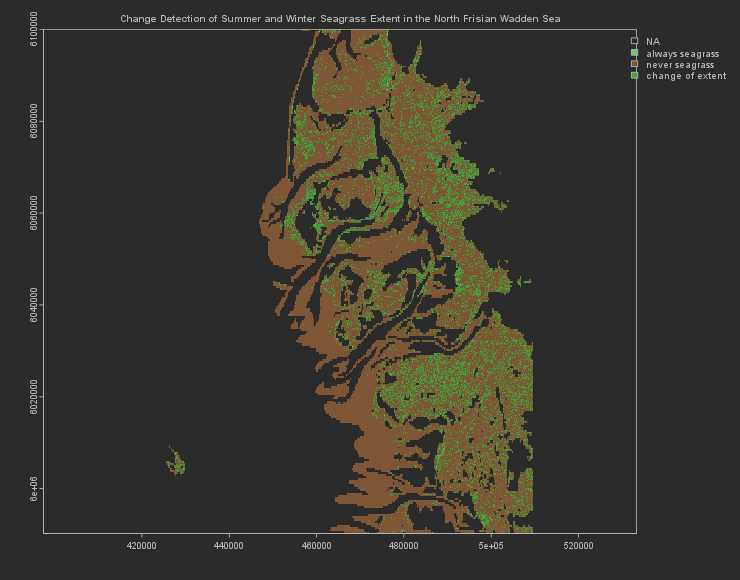 Change Detection of Summer and Winter Seagrass Extent in the North Frisian Wadden Sea
NA
always seagrass
never seagrass
change of extent
6100000
6080000
6060000
6040000
6020000
6e+06
420000 440000 460000 480000 5e+05 520000